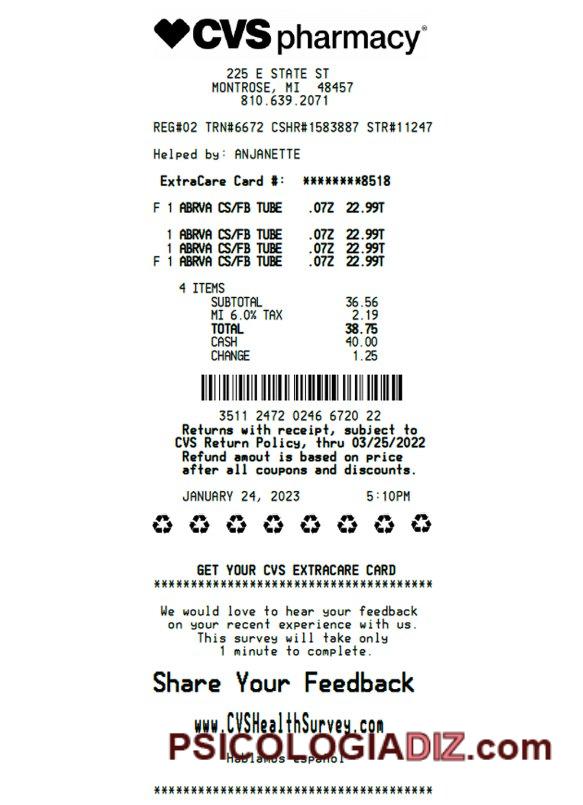 CVS pharmacy®
225 E STATE ST
MONTROSE, MI 48457
810.639.2071
REG#02 TRN#6672 CSHR#1583887 STR#11247
Helped by: ANJANETTE
ExtraCare Card #: ********8518
F 1 ABRVA CS/FB TUBE .07Z 22.99T
1 ABRVA CS/FB TUBE .07Z 22.99T
1 ABRVA CS/FB TUBE .07Z 22.99T
F 1 ABRVA CS/FB TUBE .07Z 22.99T
4 ITEMS
SUBTOTAL 36.56
MI 6.0% TAX 2.19
TOTAL 38.75
CASH 40.00
CHANGE 1.25
3511 2472 0246 6720 22
Returns with receipt, subject to
CVS Return Policy, thru 03/25/2022
Refund amout is based on price
after all coupons and discounts.
JANUARY 24, 2023 5:10PM
GET YOUR CVS EXTRACARE CARD
**************************************
We would love to hear your feedback
on your recent experience with us.
This survey will take only
1 minute to complete.
Share Your Feedback
www.CVSHealthSurvey.com
PSICOLOGIADIZ.com
Hablamos español
**************************************